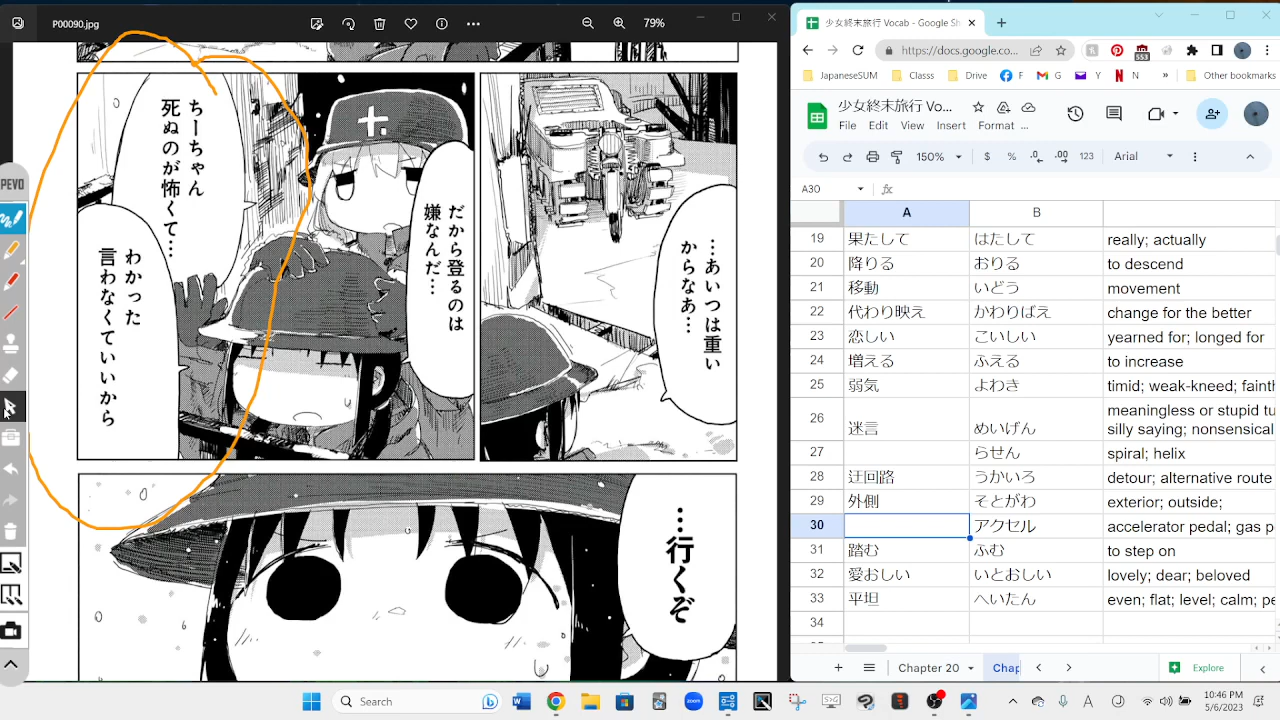 P00090.jpg
79%
…あいつは重い
からなあ…
だから登るのは
嫌なんだ…
ちーちゃん
死ぬのが怖くて…
わかった
言わなくていいから
…行くぞ
EPEVO
少女終末旅行 Vocab - Google Sh
https://docs.google.co...
553
JapaneseSUM
Classs
Drive
F
G
Y
N
»
Other bookmarks
少女終末旅行 Vo...
File Edit View Insert Format ...
150%
$ % .0 .00 123 Arial
A30
fx
A B
19 果たして はたして really; actually
20 降りる おりる to descend
21 移動 いどう movement
22 代わり映え かわりばえ change for the better
23 恋しい こいしい yearned for; longed for
24 増える ふえる to increase
25 弱気 よわき timid; weak-kneed; fainth
26 迷言 めいげん meaningless or stupid tu
silly saying; nonsensical
27 らせん spiral; helix
28 迂回路 うかいろ detour; alternative route
29 外側 そとがわ exterior; outside;
30 アクセル accelerator pedal; gas p
31 踏む ふむ to step on
32 愛おしい いとおしい lovely; dear; beloved
33 平坦 へいたん even; flat; level; calm; pe
34
Chapter 20
Chap
Explore
Search
zoom
A
10:46 PM
5/6/2023